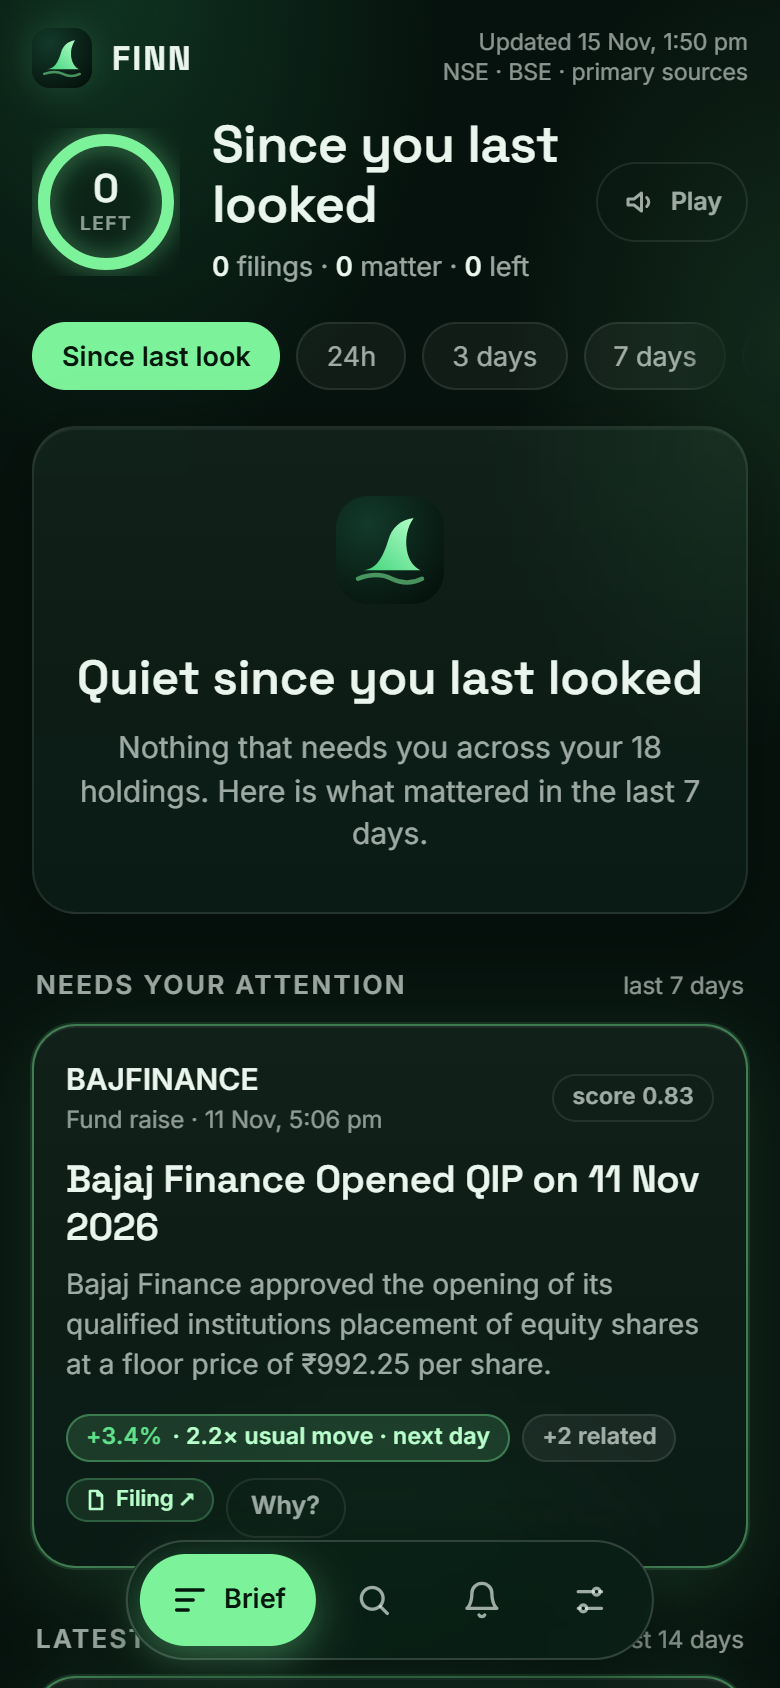 FINN
Updated 15 Nov, 1:50 pm
NSE · BSE · primary sources
0
LEFT
Since you last
looked
0 filings · 0 matter · 0 left
Play
Since last look
24h
3 days
7 days
Quiet since you last looked
Nothing that needs you across your 18
holdings. Here is what mattered in the last 7
days.
NEEDS YOUR ATTENTION
last 7 days
BAJFINANCE
Fund raise · 11 Nov, 5:06 pm
score 0.83
Bajaj Finance Opened QIP on 11 Nov
2026
Bajaj Finance approved the opening of its
qualified institutions placement of equity shares
at a floor price of ₹992.25 per share.
+3.4% · 2.2× usual move · next day
+2 related
Filing ↗
Why?
Brief
LATEST
st 14 days